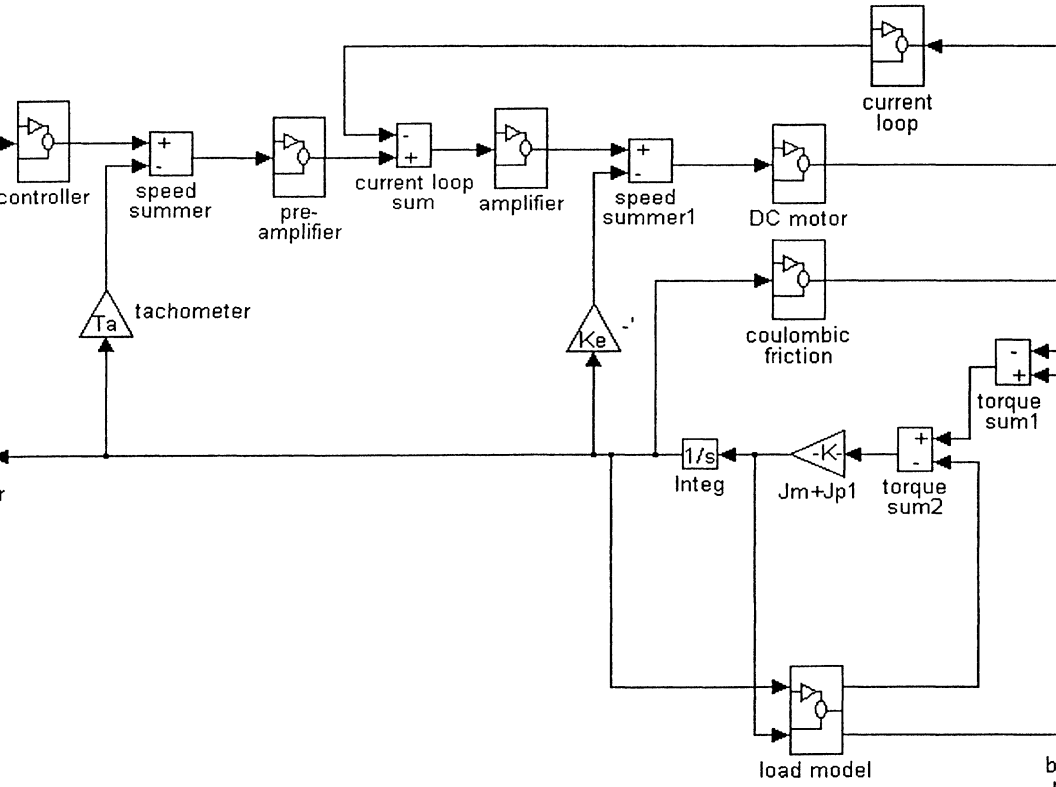 current
loop
controller
+
-
speed
summer
pre-
amplifier
-
+
current loop
sum
amplifier
+
-
speed
summer1
DC motor
Ta
tachometer
Ke
-'
coulombic
friction
-
+
torque
sum1
1/s
Integ
-K-
Jm+Jp1
+
-
torque
sum2
r
load model
b